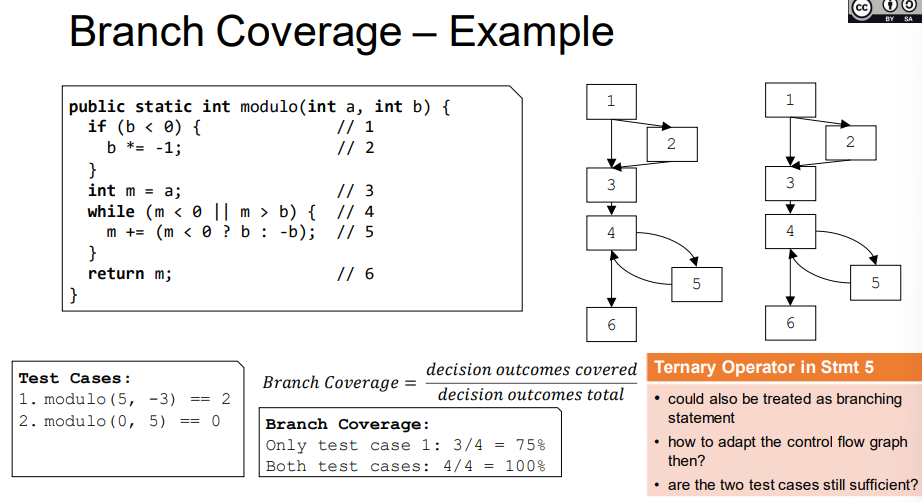 Branch Coverage – Example
cc
BY SA
public static int modulo(int a, int b) {
if (b < 0) { // 1
b *= -1; // 2
}
int m = a; // 3
while (m < 0 || m > b) { // 4
m += (m < 0 ? b : -b); // 5
}
return m; // 6
}
1
2
3
4
5
6
1
2
3
4
5
6
Test Cases:
1. modulo(5, -3) == 2
2. modulo(0, 5) == 0
Branch Coverage = decision outcomes covered
decision outcomes total
Branch Coverage:
Only test case 1: 3/4 = 75%
Both test cases: 4/4 = 100%
Ternary Operator in Stmt 5
• could also be treated as branching
statement
• how to adapt the control flow graph
then?
• are the two test cases still sufficient?